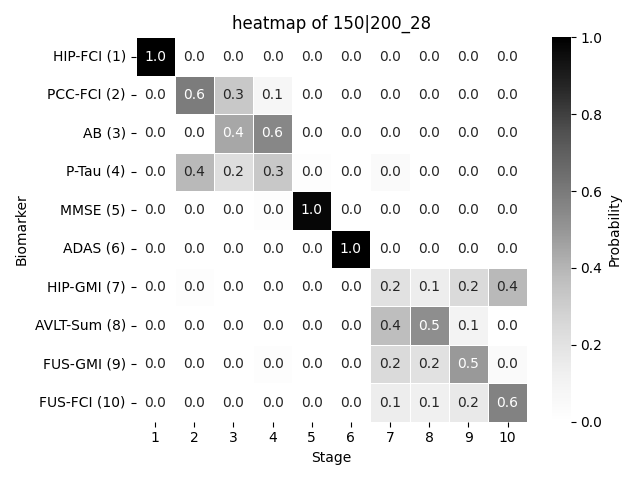 heatmap of 150|200_28
HIP-FCI (1) 1.0 0.0 0.0 0.0 0.0 0.0 0.0 0.0 0.0 0.0
PCC-FCI (2) 0.0 0.6 0.3 0.1 0.0 0.0 0.0 0.0 0.0 0.0
AB (3) 0.0 0.0 0.4 0.6 0.0 0.0 0.0 0.0 0.0 0.0
P-Tau (4) 0.0 0.4 0.2 0.3 0.0 0.0 0.0 0.0 0.0 0.0
MMSE (5) 0.0 0.0 0.0 0.0 1.0 0.0 0.0 0.0 0.0 0.0
ADAS (6) 0.0 0.0 0.0 0.0 0.0 1.0 0.0 0.0 0.0 0.0
HIP-GMI (7) 0.0 0.0 0.0 0.0 0.0 0.0 0.2 0.1 0.2 0.4
AVLT-Sum (8) 0.0 0.0 0.0 0.0 0.0 0.0 0.4 0.5 0.1 0.0
FUS-GMI (9) 0.0 0.0 0.0 0.0 0.0 0.0 0.2 0.2 0.5 0.0
FUS-FCI (10) 0.0 0.0 0.0 0.0 0.0 0.0 0.1 0.1 0.2 0.6
1 2 3 4 5 6 7 8 9 10
Stage
Biomarker
1.0
0.8
0.6
0.4
0.2
0.0
Probability